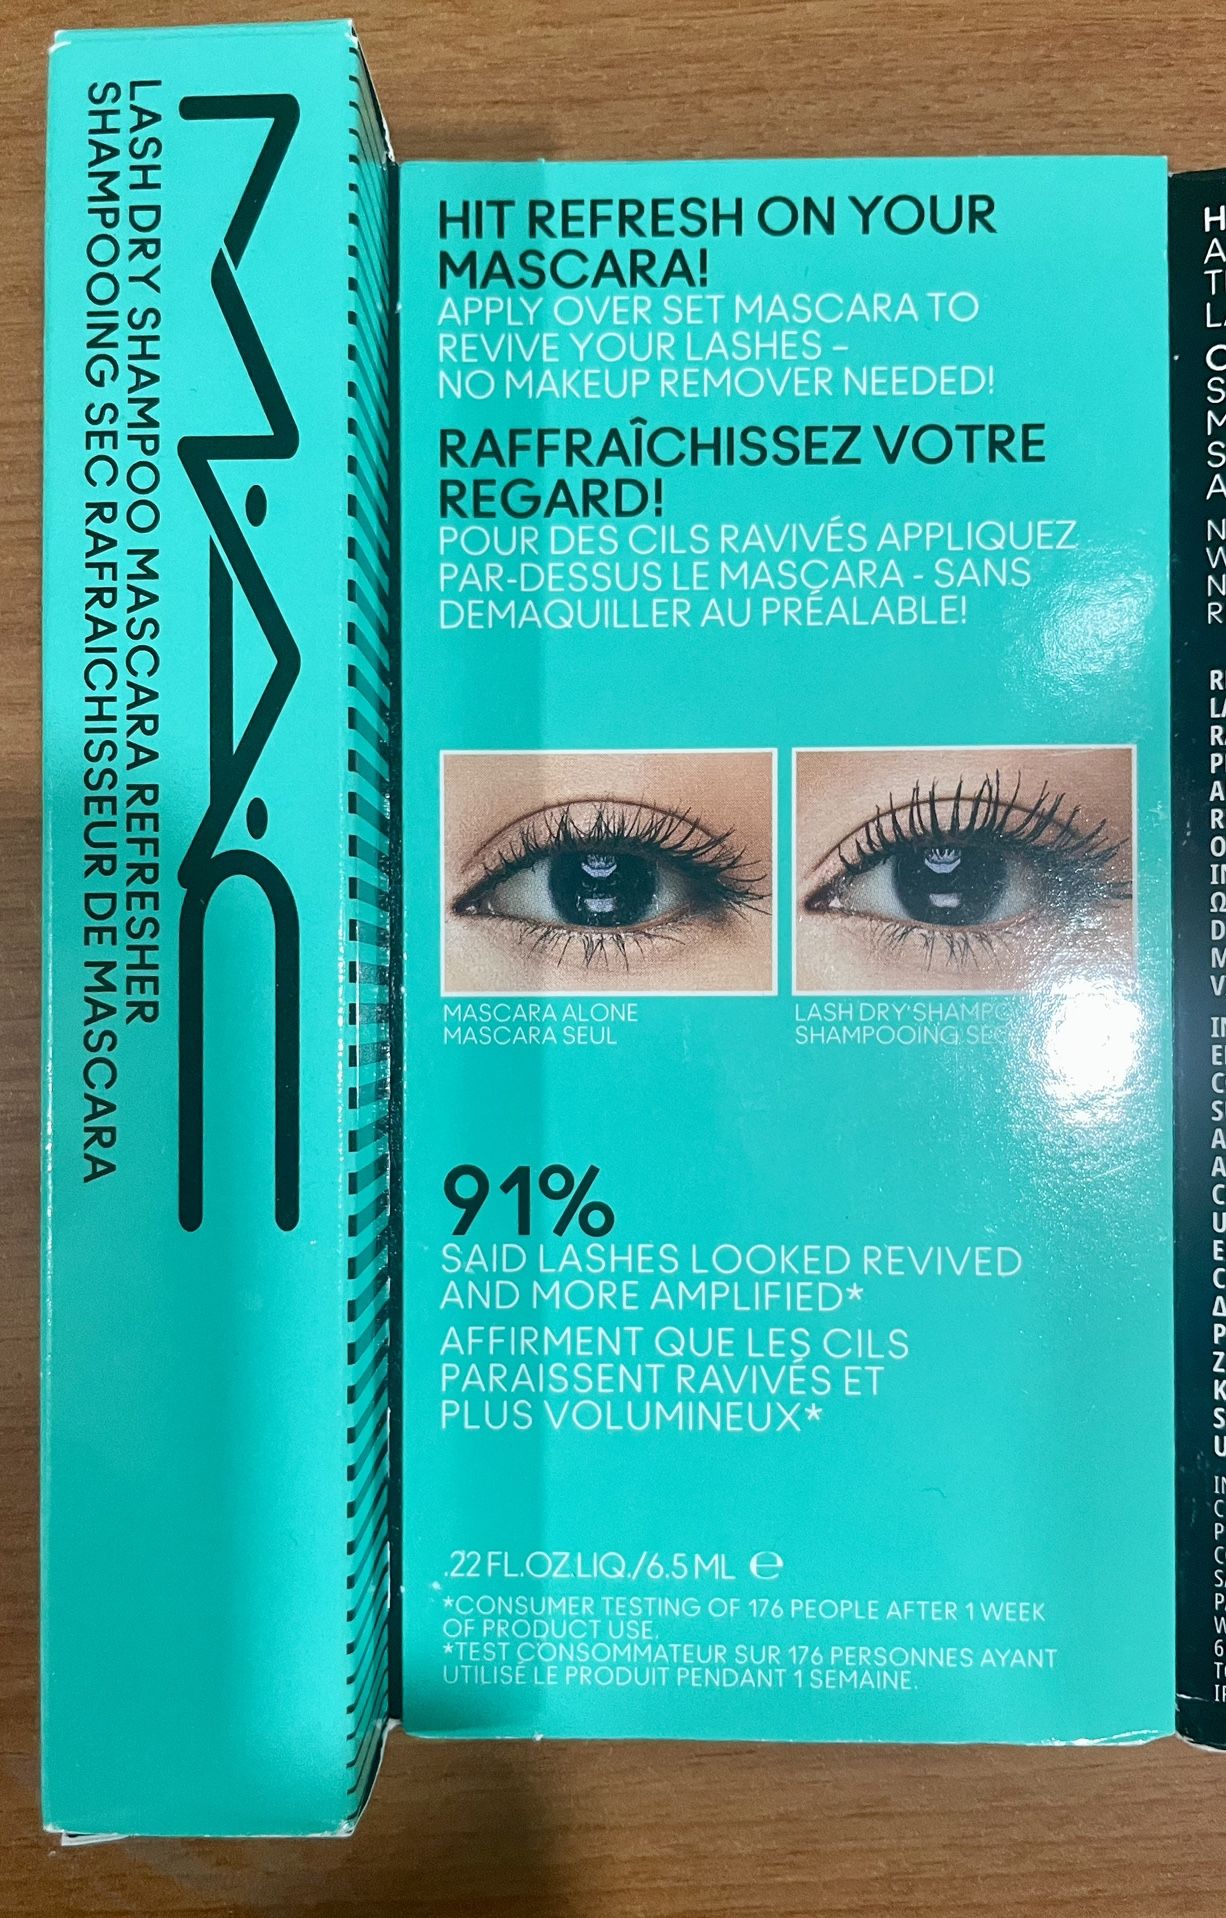 MAC
LASH DRY SHAMPOO MASCARA REFRESHER
SHAMPOOING SEC RAFRAICHISSEUR DE MASCARA
HIT REFRESH ON YOUR
MASCARA!
APPLY OVER SET MASCARA TO
REVIVE YOUR LASHES –
NO MAKEUP REMOVER NEEDED!
RAFFRAÎCHISSEZ VOTRE
REGARD!
POUR DES CILS RAVIVÉS APPLIQUEZ
PAR-DESSUS LE MASCARA - SANS
DEMAQUILLER AU PRÉALABLE!
MASCARA ALONE
MASCARA SEUL
LASH DRY
SHAMPOOING
91%
SAID LASHES LOOKED REVIVED
AND MORE AMPLIFIED*
AFFIRMENT QUE LES CILS
PARAISSENT RAVIVÉS ET
PLUS VOLUMINEUX*
.22 FL.OZ.LIQ./6.5 ML ℮
*CONSUMER TESTING OF 176 PEOPLE AFTER 1 WEEK
OF PRODUCT USE.
*TEST CONSOMMATEUR SUR 176 PERSONNES AYANT
UTILISÉ LE PRODUIT PENDANT 1 SEMAINE.